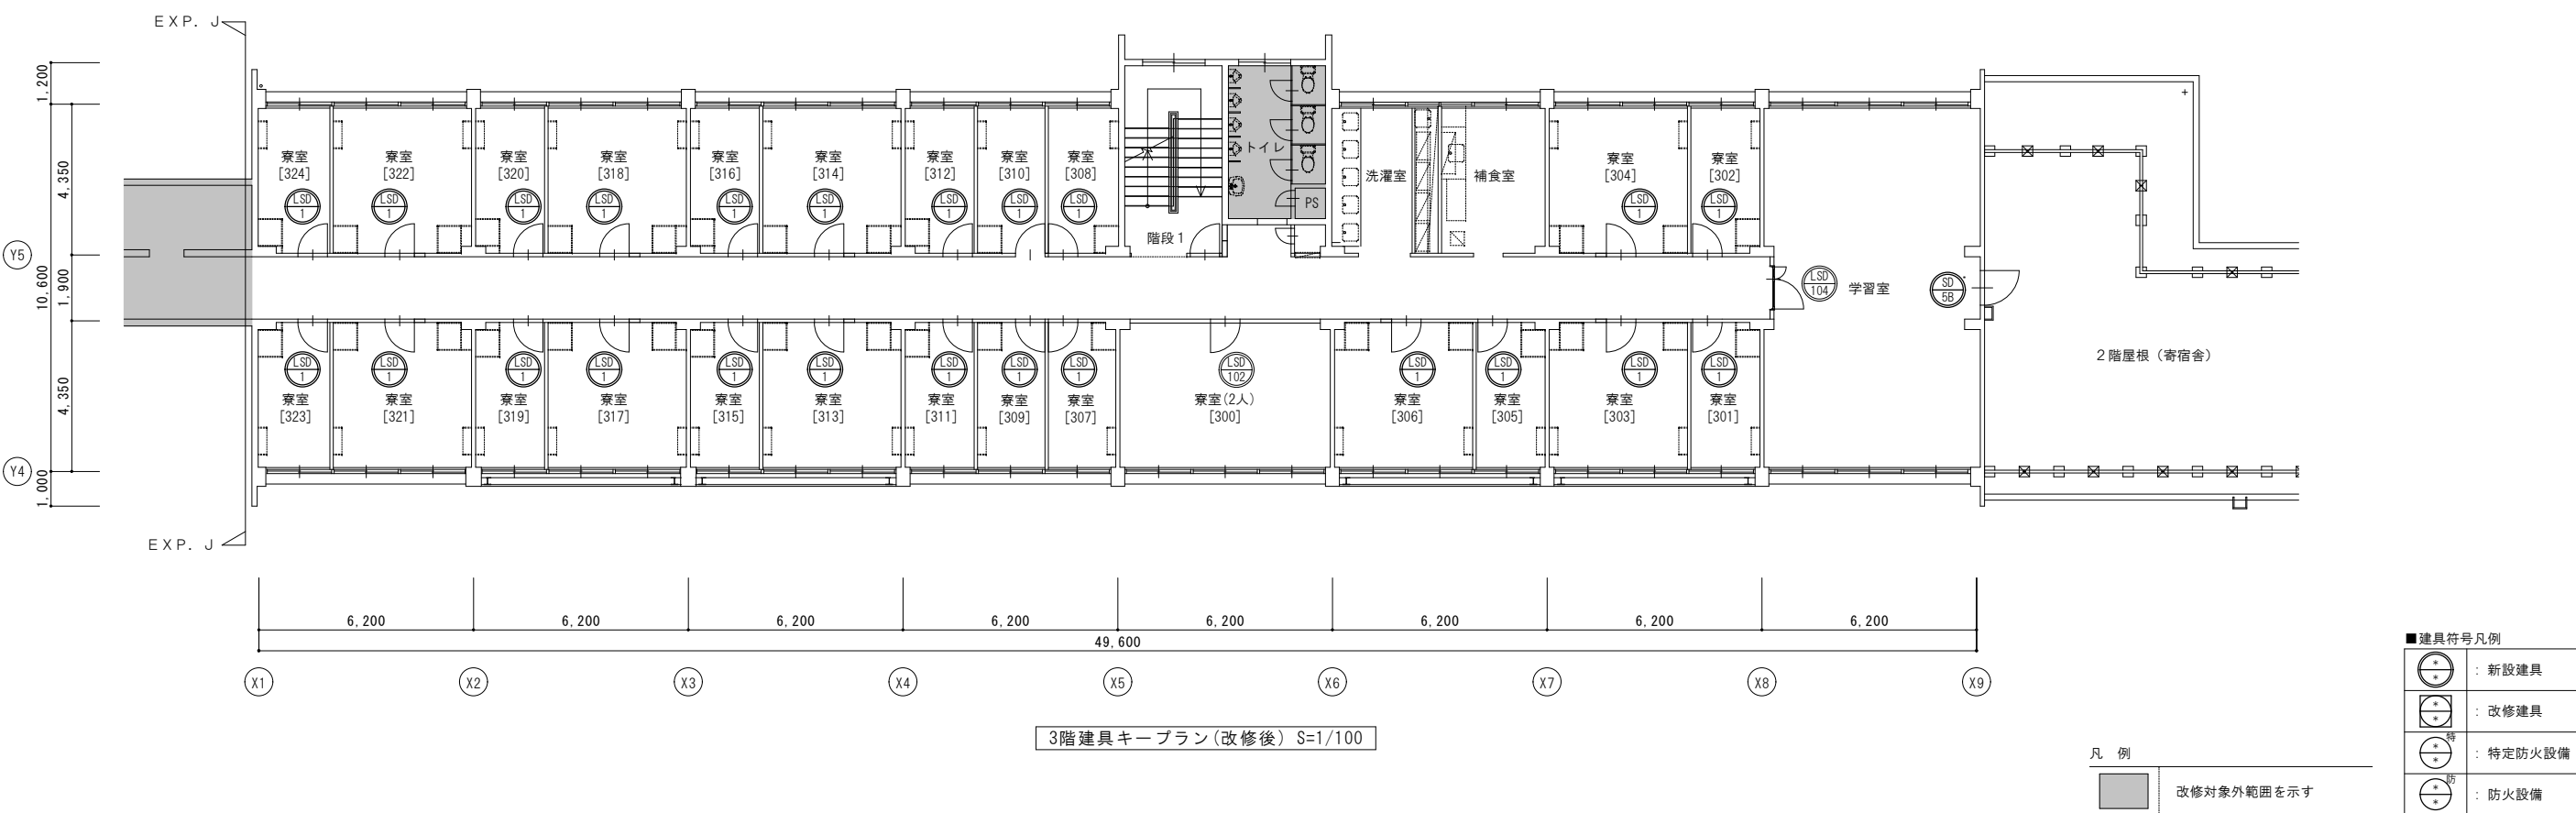 EXP. J
1,200
4,350
10,600
1,900
4,350
1,000
Y5
Y4
寮室
[324]
LSD
1
寮室
[322]
LSD
1
寮室
[320]
LSD
1
寮室
[318]
LSD
1
寮室
[316]
LSD
1
寮室
[314]
LSD
1
寮室
[312]
LSD
1
寮室
[310]
LSD
1
寮室
[308]
LSD
1
階段1
トイレ
PS
洗濯室
補食室
寮室
[304]
LSD
1
寮室
[302]
LSD
1
LSD
104
学習室
SD
5B
2階屋根(寄宿舎)
LSD
1
寮室
[323]
LSD
1
寮室
[321]
LSD
1
寮室
[319]
LSD
1
寮室
[317]
LSD
1
寮室
[315]
LSD
1
寮室
[313]
LSD
1
寮室
[311]
LSD
1
寮室
[309]
LSD
1
寮室
[307]
LSD
102
寮室(2人)
[300]
LSD
1
寮室
[306]
LSD
1
寮室
[305]
LSD
1
寮室
[303]
LSD
1
寮室
[301]
EXP. J
6,200
6,200
6,200
6,200
6,200
6,200
6,200
6,200
49,600
X1
X2
X3
X4
X5
X6
X7
X8
X9
3階建具キープラン(改修後) S=1/100
■建具符号凡例
*
*
: 新設建具
*
*
: 改修建具
特
*
*
: 特定防火設備
防
*
*
: 防火設備
凡 例
改修対象外範囲を示す